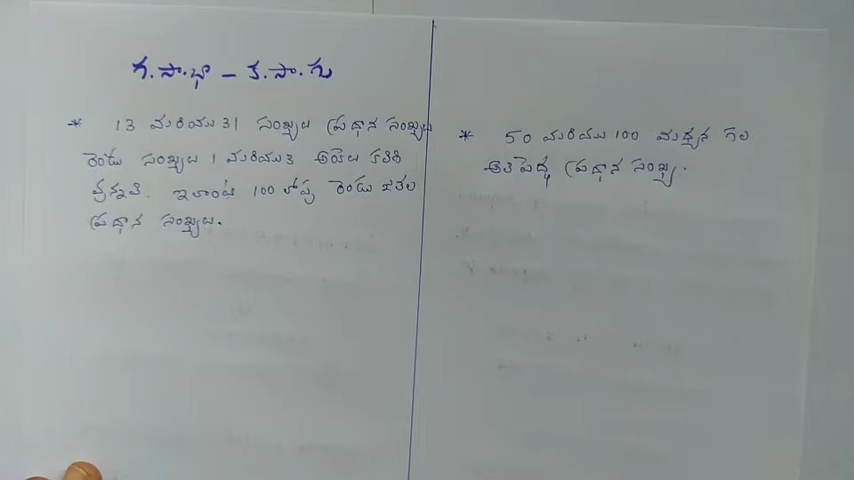 గ.సా.భా - క.సా.గు
* 13 మరియు 31 సంఖ్యలు ప్రధాన సంఖ్యలు
రెండు సంఖ్యలు 1 మరియు 3 అంకెలు కలిగి
వున్నవి. ఇలాంటి 100 లోపు రెండు జతల
ప్రధాన సంఖ్యలు.
* 50 మరియు 100 మధ్యన గల
అతి పెద్ద ప్రధాన సంఖ్య.